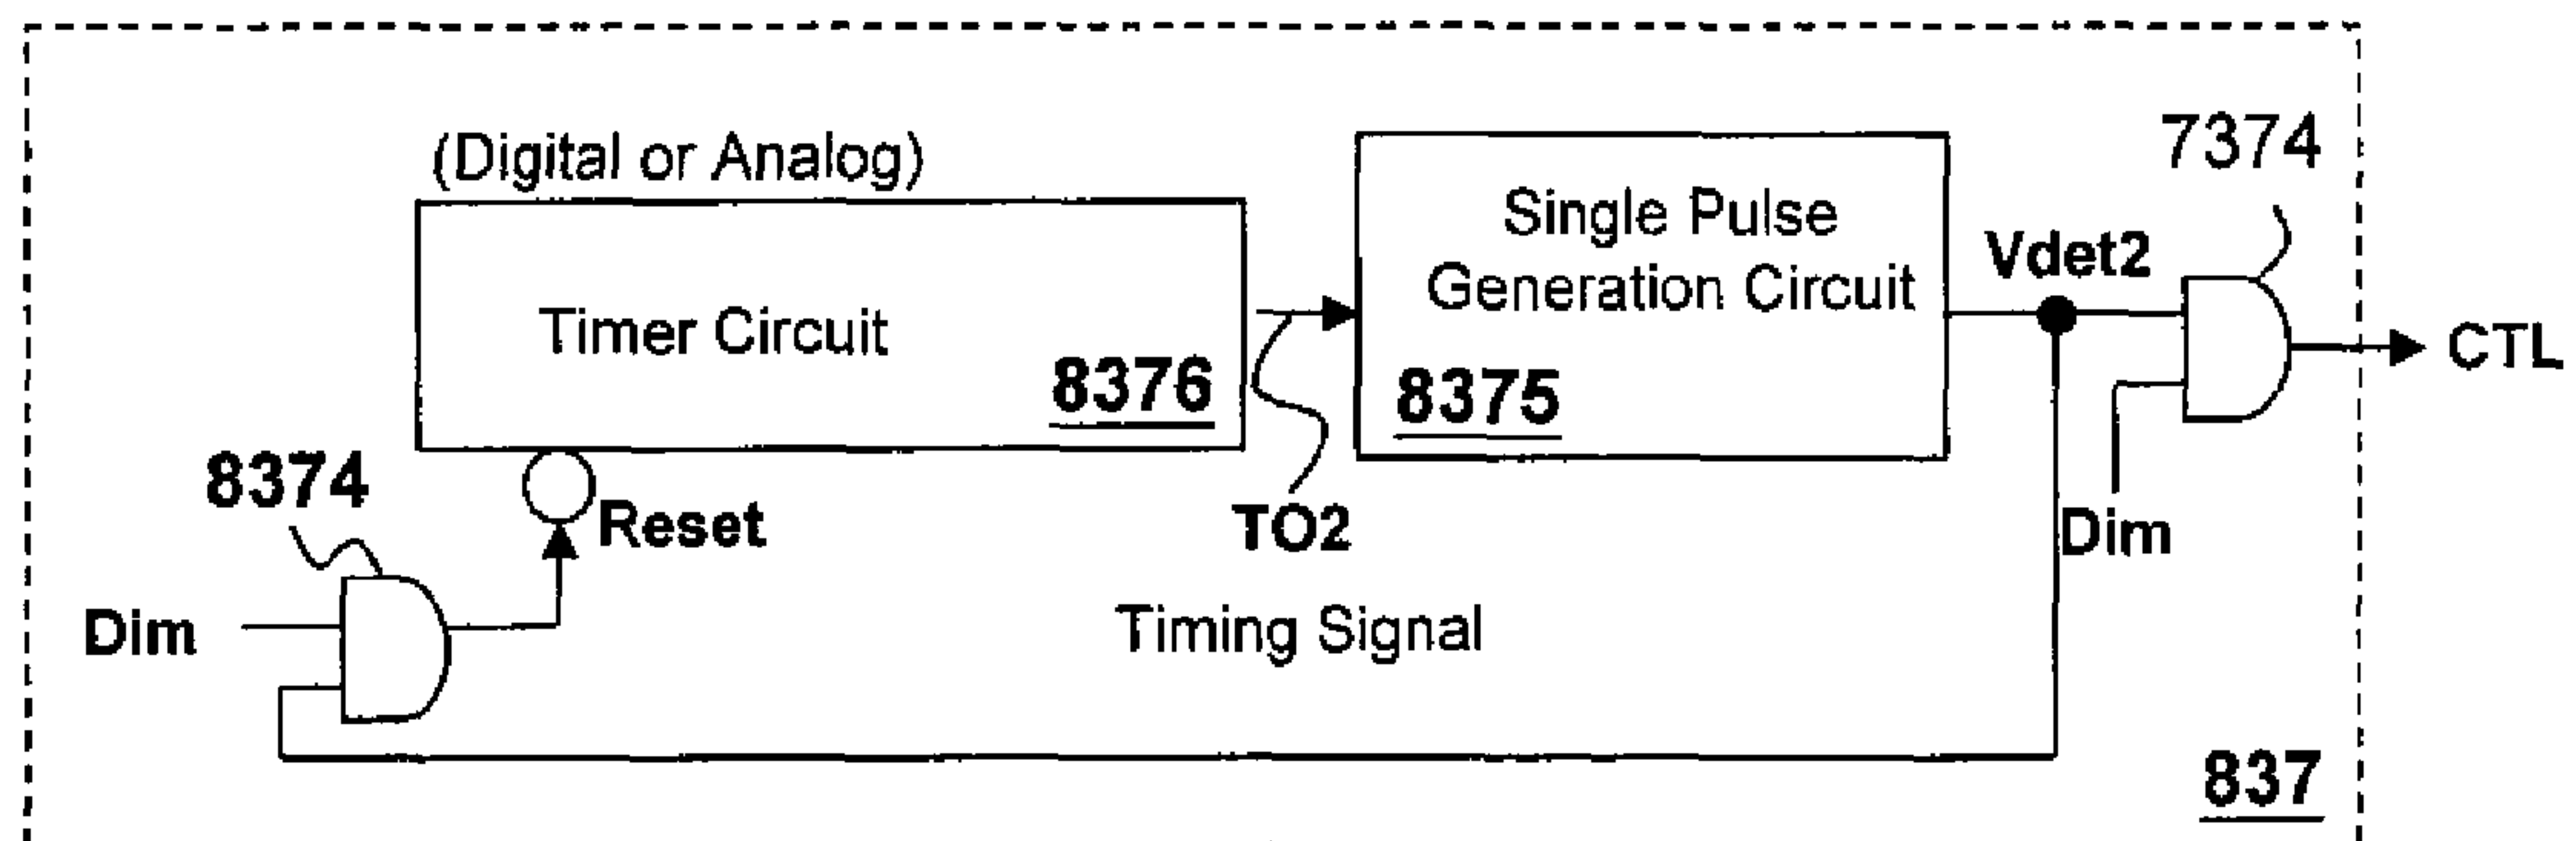 (Digital or Analog)
Timer Circuit
8376
Single Pulse
Generation Circuit
8375
7374
Vdet2
CTL
8374
Reset
TO2
Dim
Dim
Timing Signal
837